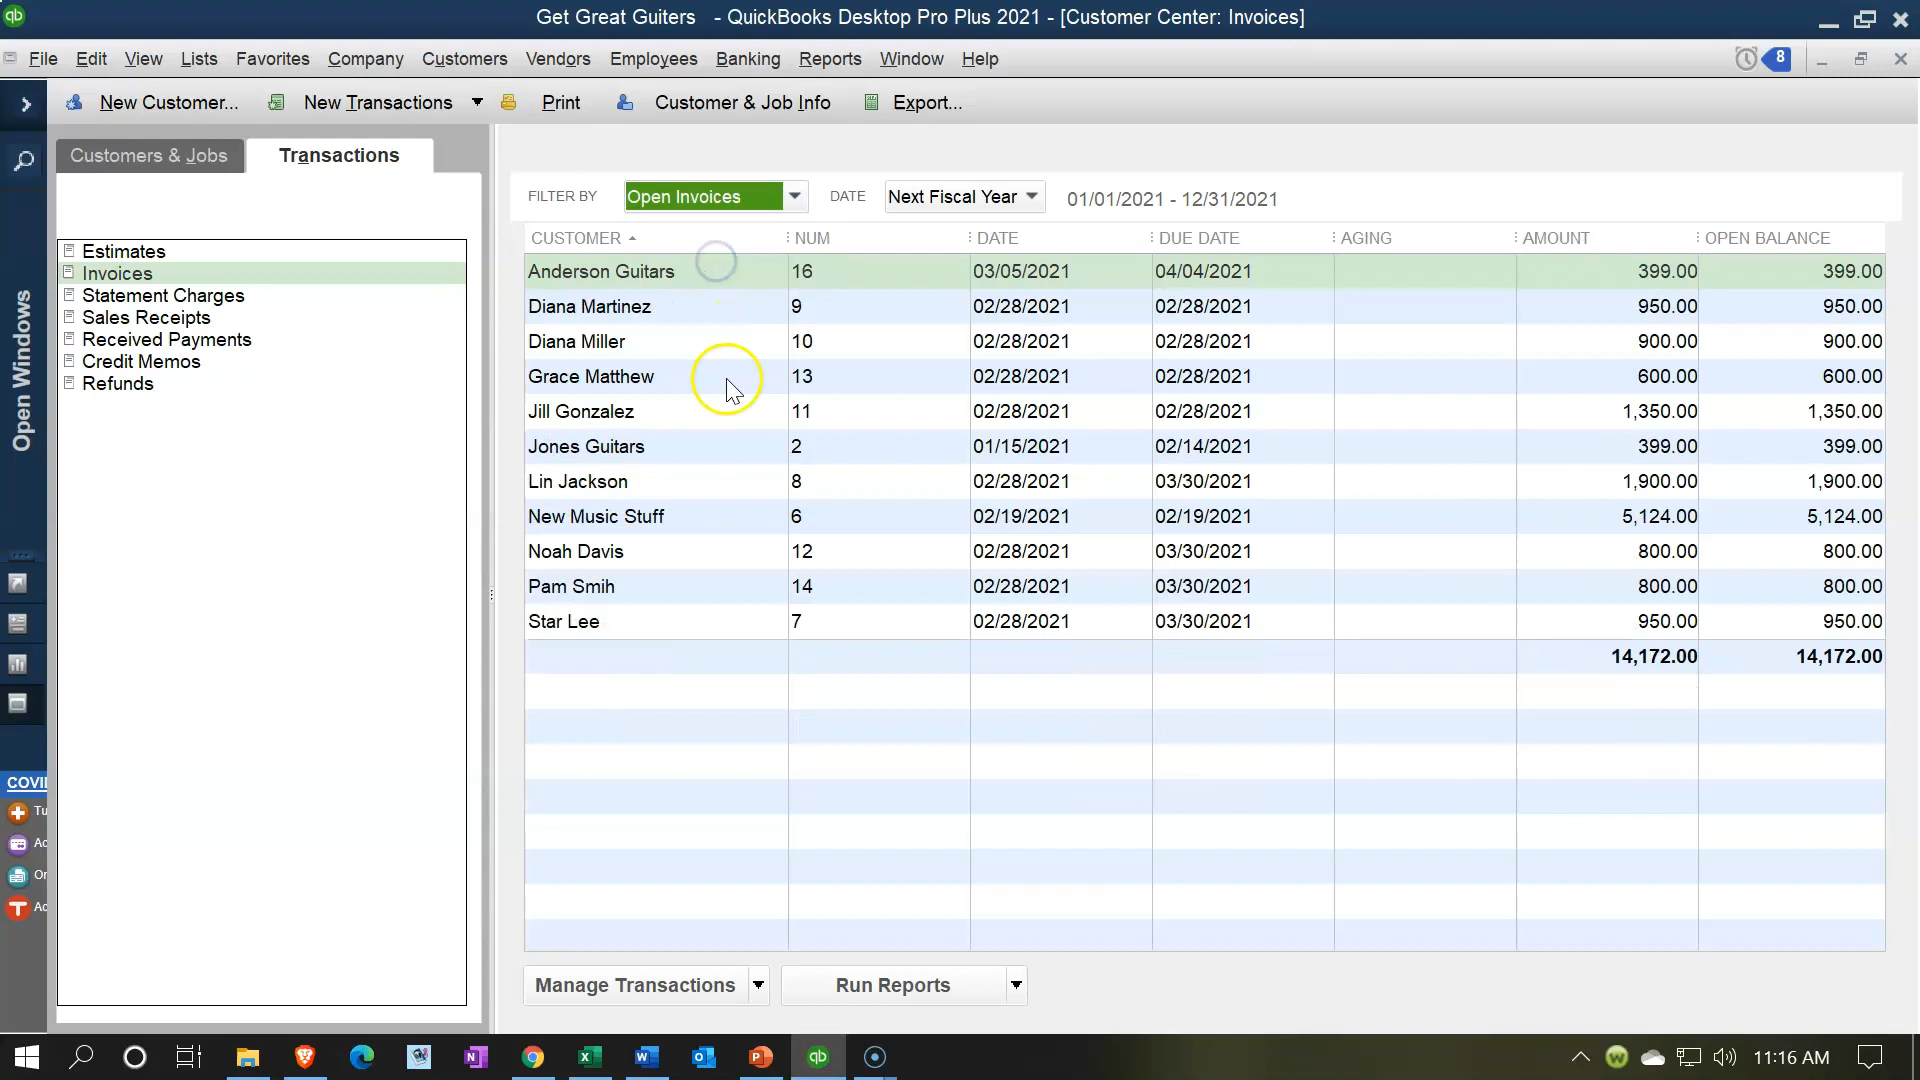 Get Great Guiters - QuickBooks Desktop Pro Plus 2021 - [Customer Center: Invoices]
File Edit View Lists Favorites Company Customers Vendors Employees Banking Reports Window Help 8
New Customer... New Transactions Print Customer & Job Info Export...
Customers & Jobs Transactions
FILTER BY Open Invoices DATE Next Fiscal Year 01/01/2021 - 12/31/2021
CUSTOMER NUM DATE DUE DATE AGING AMOUNT OPEN BALANCE
Anderson Guitars 16 03/05/2021 04/04/2021 399.00 399.00
Diana Martinez 9 02/28/2021 02/28/2021 950.00 950.00
Diana Miller 10 02/28/2021 02/28/2021 900.00 900.00
Grace Matthew 13 02/28/2021 02/28/2021 600.00 600.00
Jill Gonzalez 11 02/28/2021 02/28/2021 1,350.00 1,350.00
Jones Guitars 2 01/15/2021 02/14/2021 399.00 399.00
Lin Jackson 8 02/28/2021 03/30/2021 1,900.00 1,900.00
New Music Stuff 6 02/19/2021 02/19/2021 5,124.00 5,124.00
Noah Davis 12 02/28/2021 03/30/2021 800.00 800.00
Pam Smih 14 02/28/2021 03/30/2021 800.00 800.00
Star Lee 7 02/28/2021 03/30/2021 950.00 950.00
14,172.00 14,172.00
Estimates
Invoices
Statement Charges
Sales Receipts
Received Payments
Credit Memos
Refunds
Open Windows
COVI
Tu
Ac
Or
Ac
Manage Transactions Run Reports
11:16 AM